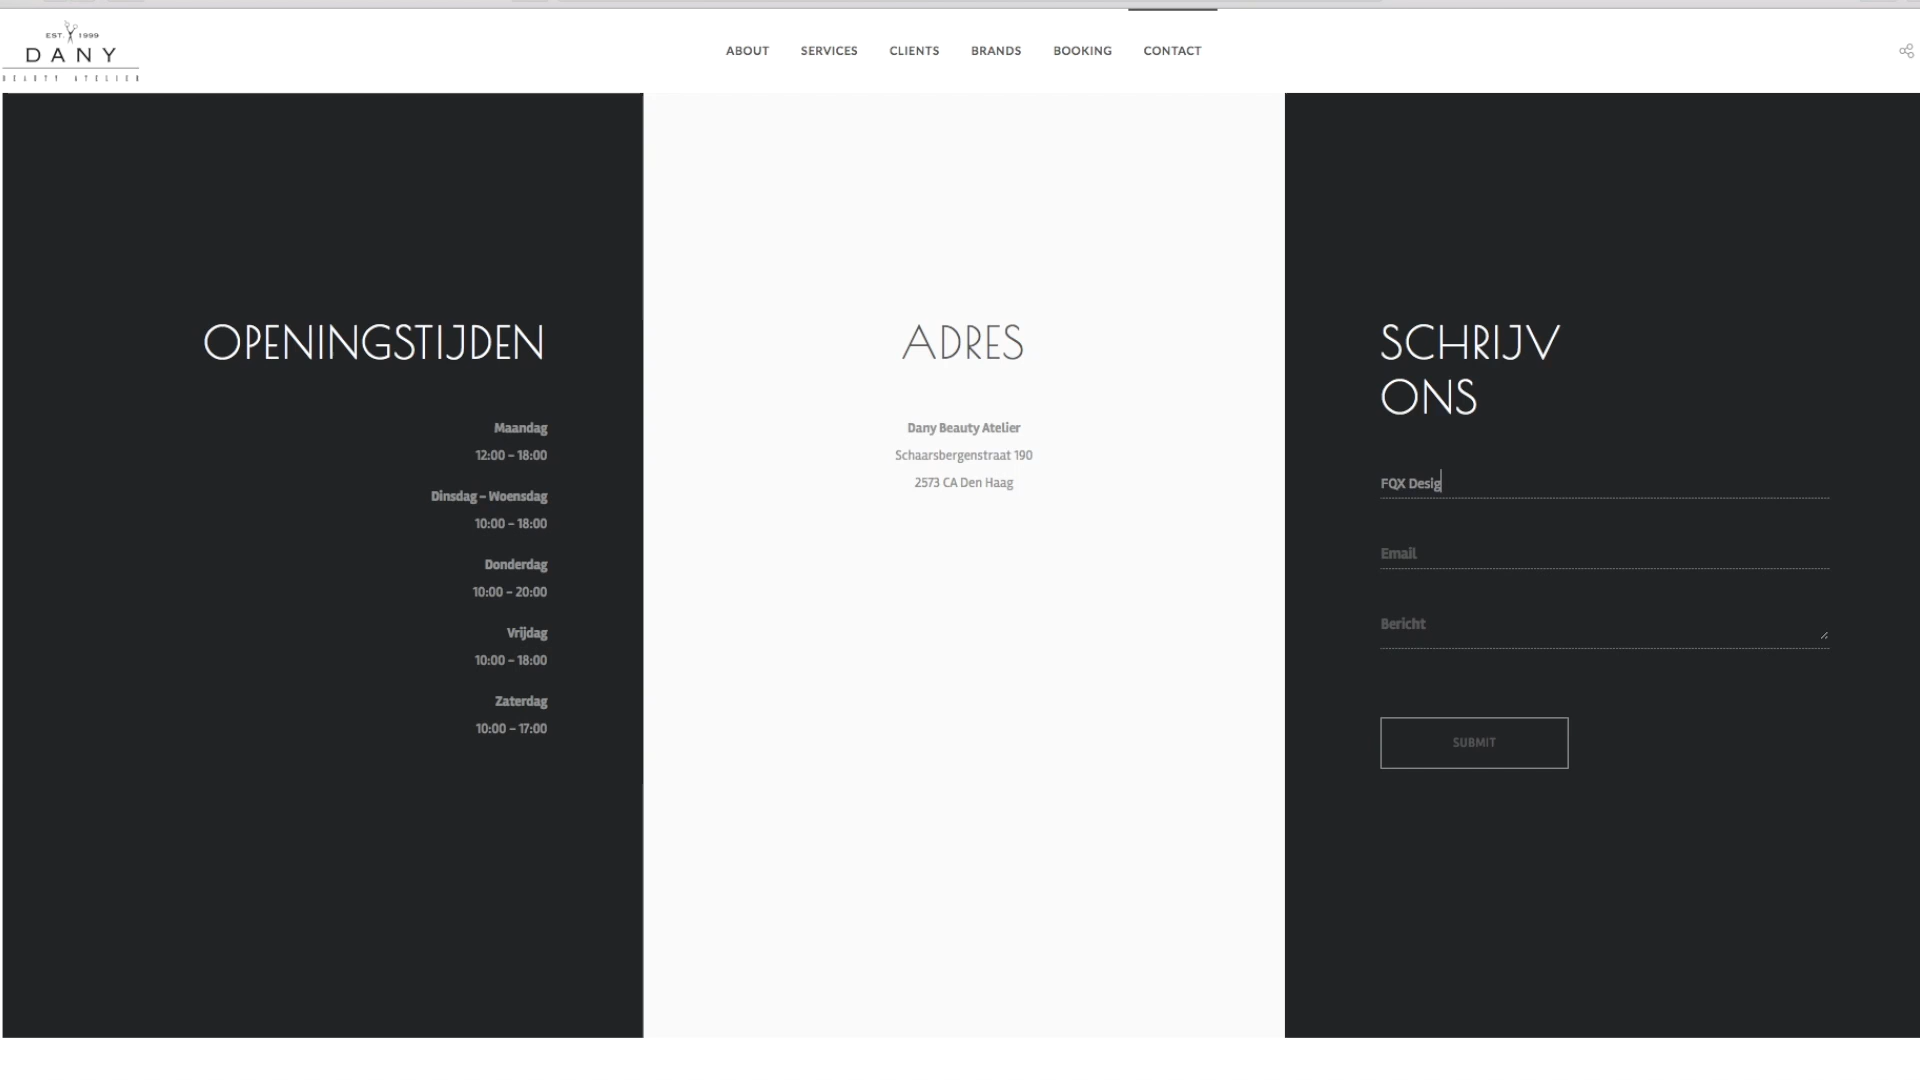 EST. 1999
DANY
BEAUTY ATELIER
ABOUT SERVICES CLIENTS BRANDS BOOKING CONTACT
OPENINGSTIJDEN
Maandag
12:00 – 18:00
Dinsdag – Woensdag
10:00 – 18:00
Donderdag
10:00 – 20:00
Vrijdag
10:00 – 18:00
Zaterdag
10:00 – 17:00
ADRES
Dany Beauty Atelier
Schaarsbergenstraat 190
2573 CA Den Haag
SCHRIJV
ONS
FQX Desig
Email
Bericht
SUBMIT